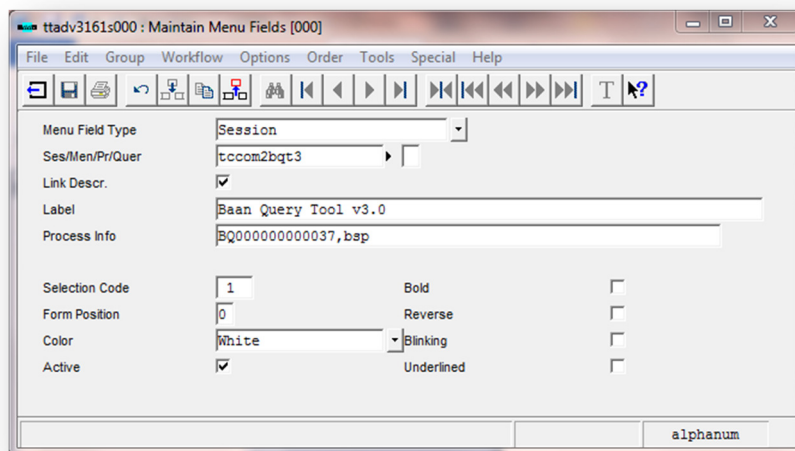 ttadv3161s000 : Maintain Menu Fields [000]
File Edit Group Workflow Options Order Tools Special Help
T ?
Menu Field Type Session
Ses/Men/Pr/Quer tccom2bqt3
Link Descr.
Label Baan Query Tool v3.0
Process Info BQ000000000037,bsp
Selection Code 1 Bold
Form Position 0 Reverse
Color White Blinking
Active Underlined
alphanum